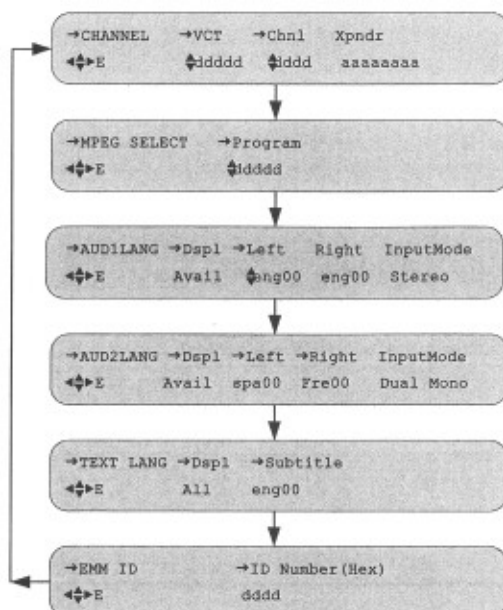 →CHANNEL →VCT →Chnl Xpndr
◄♦►E ♦ddddd ♦dddd aaaaaaaa
→MPEG SELECT →Program
◄♦►E ♦ddddd
→AUD1LANG →Dspl →Left Right InputMode
◄♦►E Avail ♦eng00 eng00 Stereo
→AUD2LANG →Dspl →Left →Right InputMode
◄♦►E Avail spa00 Fre00 Dual Mono
→TEXT LANG →Dspl →Subtitle
◄♦►E All eng00
→EMM ID →ID Number(Hex)
◄♦►E dddd